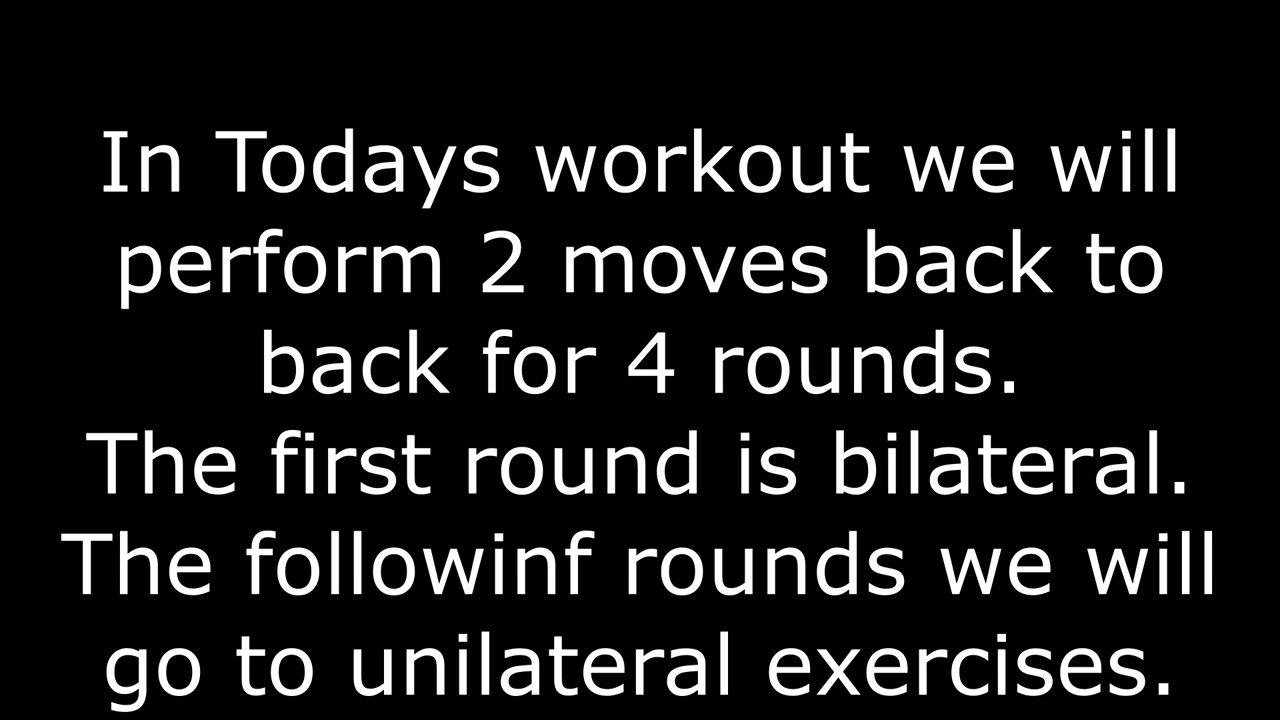 In Todays workout we will
perform 2 moves back to
back for 4 rounds.
The first round is bilateral.
The followinf rounds we will
go to unilateral exercises.